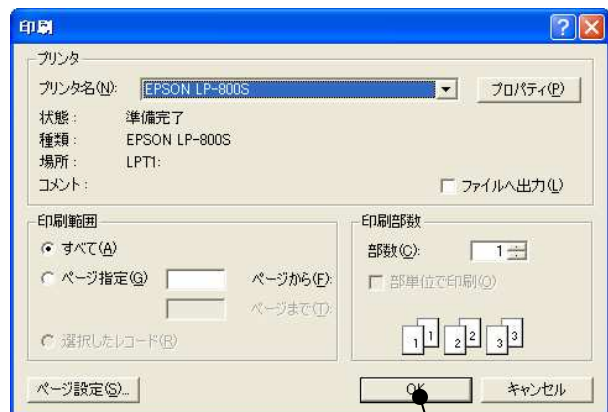 印刷
プリンタ
プリンタ名(N): EPSON LP-800S プロパティ(P)
状態: 準備完了
種類: EPSON LP-800S
場所: LPT1:
コメント: ファイルへ出力(L)
印刷範囲
すべて(A)
ページ指定(G) ページから(F):
ページまで(T):
選択したレコード(R)
印刷部数
部数(C): 1
部単位で印刷(O)
1 1 2 2 3 3
ページ設定(S)... OK キャンセル